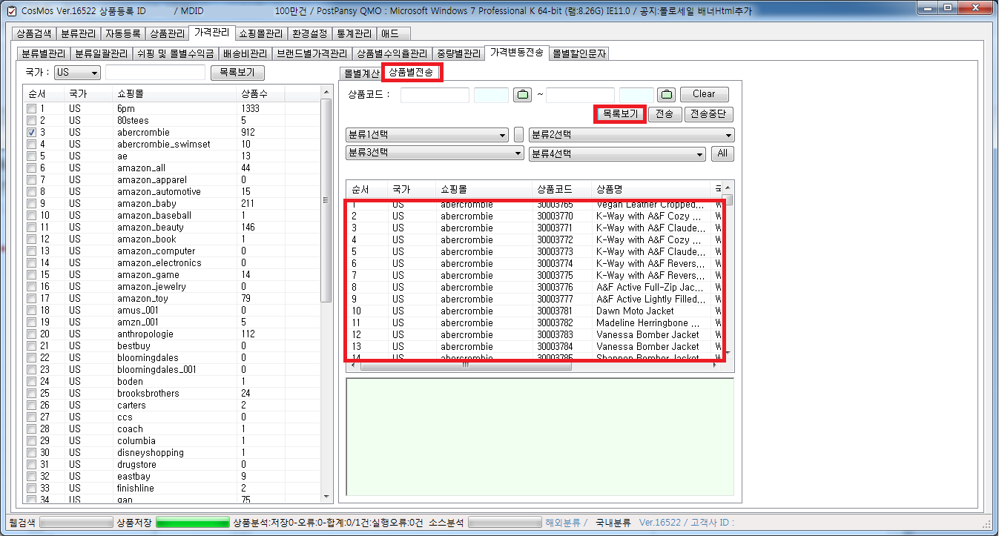 CosMos Ver.16522 상품등록 ID / MDID 100만건 / PostPansy QMO : Microsoft Windows 7 Professional K 64-bit (램:8.26G) IE11.0 / 공지:플로세일 배너Html추가
상품검색 분류관리 자동등록 상품관리 가격관리 쇼핑몰관리 환경설정 통계관리 애드
분류별관리 분류일괄관리 쉬핑 및 몰별수익금 배송비관리 브랜드별가격관리 상품별수익율관리 중량별관리 가격변동전송 몰별할인문자
국가 : US 목록보기
순서 국가 쇼핑몰 상품수
1 US 6pm 1333
2 US 80stees 5
3 US abercrombie 912
4 US abercrombie_swimset 10
5 US ae 13
6 US amazon_all 44
7 US amazon_apparel 0
8 US amazon_automotive 15
9 US amazon_baby 211
10 US amazon_baseball 1
11 US amazon_beauty 146
12 US amazon_book 1
13 US amazon_computer 0
14 US amazon_electronics 0
15 US amazon_game 14
16 US amazon_jewelry 0
17 US amazon_toy 79
18 US amus_001 0
19 US amzn_001 5
20 US anthropologie 112
21 US bestbuy 0
22 US bloomingdales 0
23 US bloomingdales_001 0
24 US boden 1
25 US brooksbrothers 24
26 US carters 2
27 US ccs 0
28 US coach 1
29 US columbia 1
30 US disneyshopping 1
31 US drugstore 0
32 US eastbay 9
33 US finishline 2
34 US gap 75
몰별계산 상품별전송
상품코드 : ~ Clear
목록보기 전송 전송중단
분류1선택 분류2선택
분류3선택 분류4선택 All
순서 국가 쇼핑몰 상품코드 상품명
1 US abercrombie 30003765 Vegan Leather Cropped...
2 US abercrombie 30003770 K-Way with A&F Cozy ...
3 US abercrombie 30003771 K-Way with A&F Claude...
4 US abercrombie 30003772 K-Way with A&F Cozy ...
5 US abercrombie 30003773 K-Way with A&F Claude...
6 US abercrombie 30003774 K-Way with A&F Revers...
7 US abercrombie 30003775 K-Way with A&F Revers...
8 US abercrombie 30003776 A&F Active Full-Zip Jac...
9 US abercrombie 30003777 A&F Active Lightly Filled...
10 US abercrombie 30003781 Dawn Moto Jacket
11 US abercrombie 30003782 Madeline Herringbone ...
12 US abercrombie 30003783 Vanessa Bomber Jacket
13 US abercrombie 30003784 Vanessa Bomber Jacket
14 US abercrombie 30003785 Shannon Bomber Jacket
웹검색 상품저장 상품분석:저장0-오류:0-합계:0/1건:실행오류:0건 소스분석 해외분류 / 국내분류 Ver.16522 / 고객사 ID :